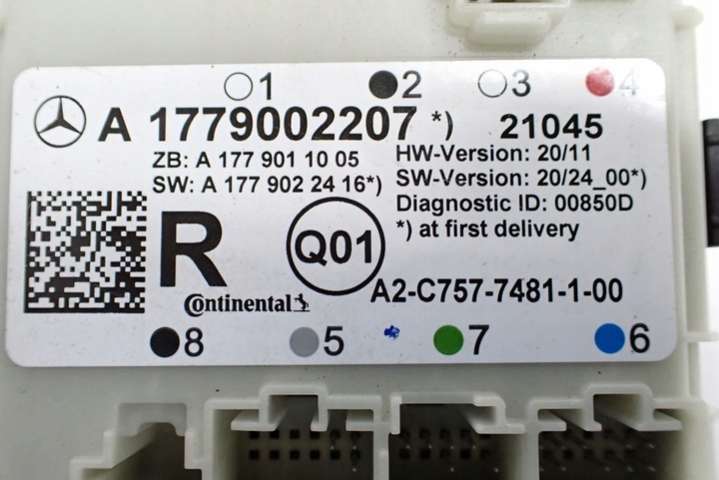 1 2 3 4
A 1779002207 *) 21045
ZB: A 177 901 10 05
SW: A 177 902 24 16*)
HW-Version: 20/11
SW-Version: 20/24_00*)
Diagnostic ID: 00850D
*) at first delivery
R Q01
Continental
A2-C757-7481-1-00
8 5 7 6